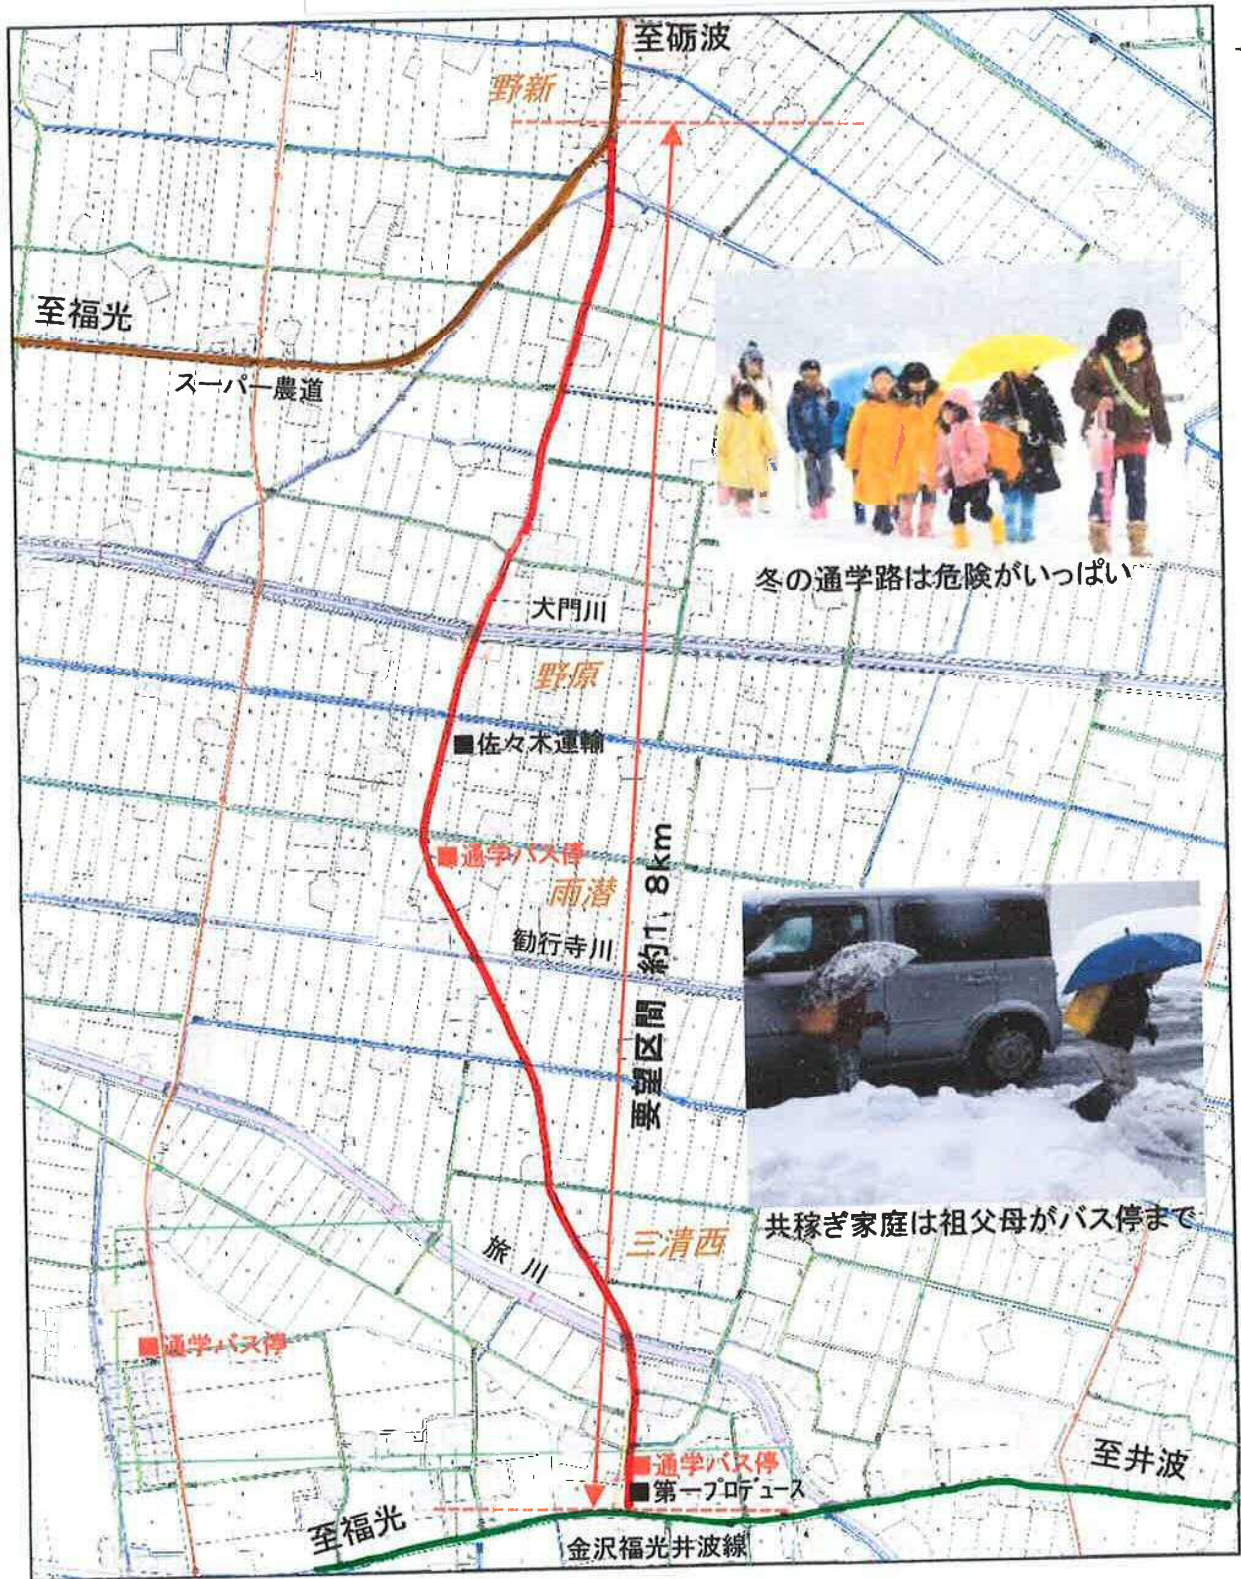 至砺波
野新
至福光
スーパー農道
冬の通学路は危険がいっぱい
大門川
野原
■佐々木運輸
■通学バス停
雨潜
勧行寺川
要望区間 約1．8km
共稼ぎ家庭は祖父母がバス停まで
三清西
旅川
■通学バス停
■通学バス停
■第一プロデュース
至井波
至福光
金沢福光井波線